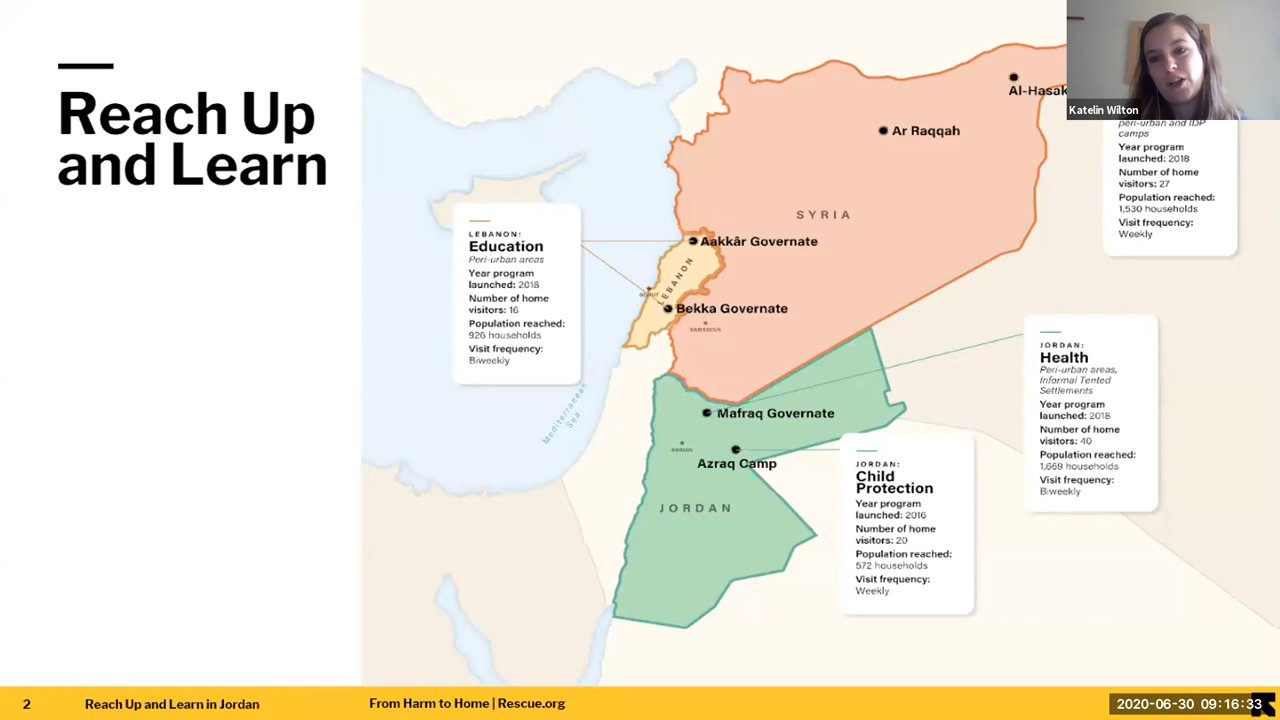 Reach Up
and Learn
Katelin Wilton
Al-Hasak
Ar Raqqah
SYRIA
Aakkâr Governate
LEBANON
Bekka Governate
DAMASCUS
Mediterranean
Sea
Mafraq Governate
AMMAN
Azraq Camp
JORDAN
LEBANON:
Education
Peri-urban areas
Year program
launched: 2018
Number of home
visitors: 16
Population reached:
926 households
Visit frequency:
Biweekly
peri-urban and IDP
camps
Year program
launched: 2018
Number of home
visitors: 27
Population reached:
1,530 households
Visit frequency:
Weekly
JORDAN:
Health
Peri-urban areas,
Informal Tented
Settlements
Year program
launched: 2018
Number of home
visitors: 40
Population reached:
1,669 households
Visit frequency:
Biweekly
JORDAN:
Child
Protection
Year program
launched: 2016
Number of home
visitors: 20
Population reached:
572 households
Visit frequency:
Weekly
2
Reach Up and Learn in Jordan
From Harm to Home | Rescue.org
2020-06-30 09:16:33